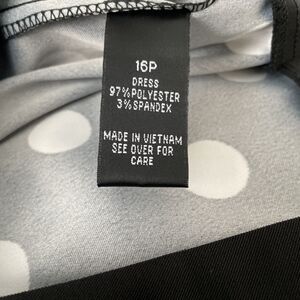 16P
DRESS
97%POLYESTER
3%SPANDEX
MADE IN VIETNAM
SEE OVER FOR
CARE